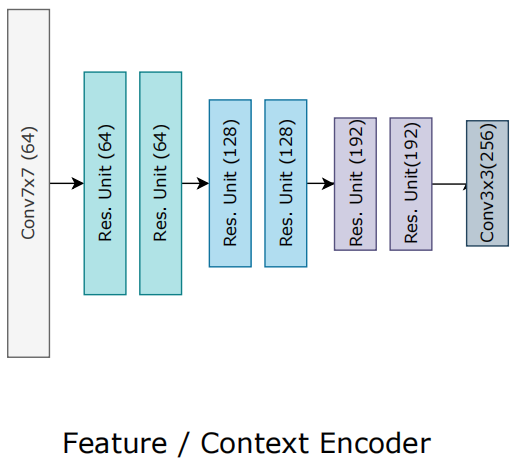 Conv7x7 (64)
Res. Unit (64)
Res. Unit (64)
Res. Unit (128)
Res. Unit (128)
Res. Unit (192)
Res. Unit(192)
Conv3x3(256)
Feature / Context Encoder